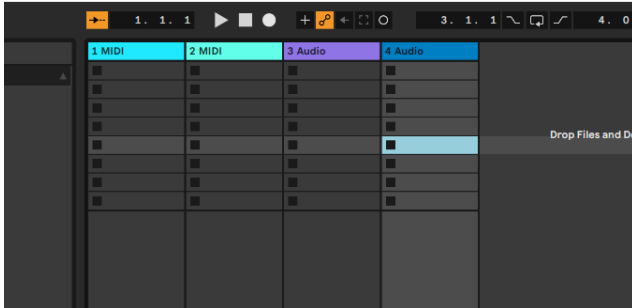 1. 1. 1 3. 1. 1 4. 0
1 MIDI 2 MIDI 3 Audio 4 Audio
Drop Files and D